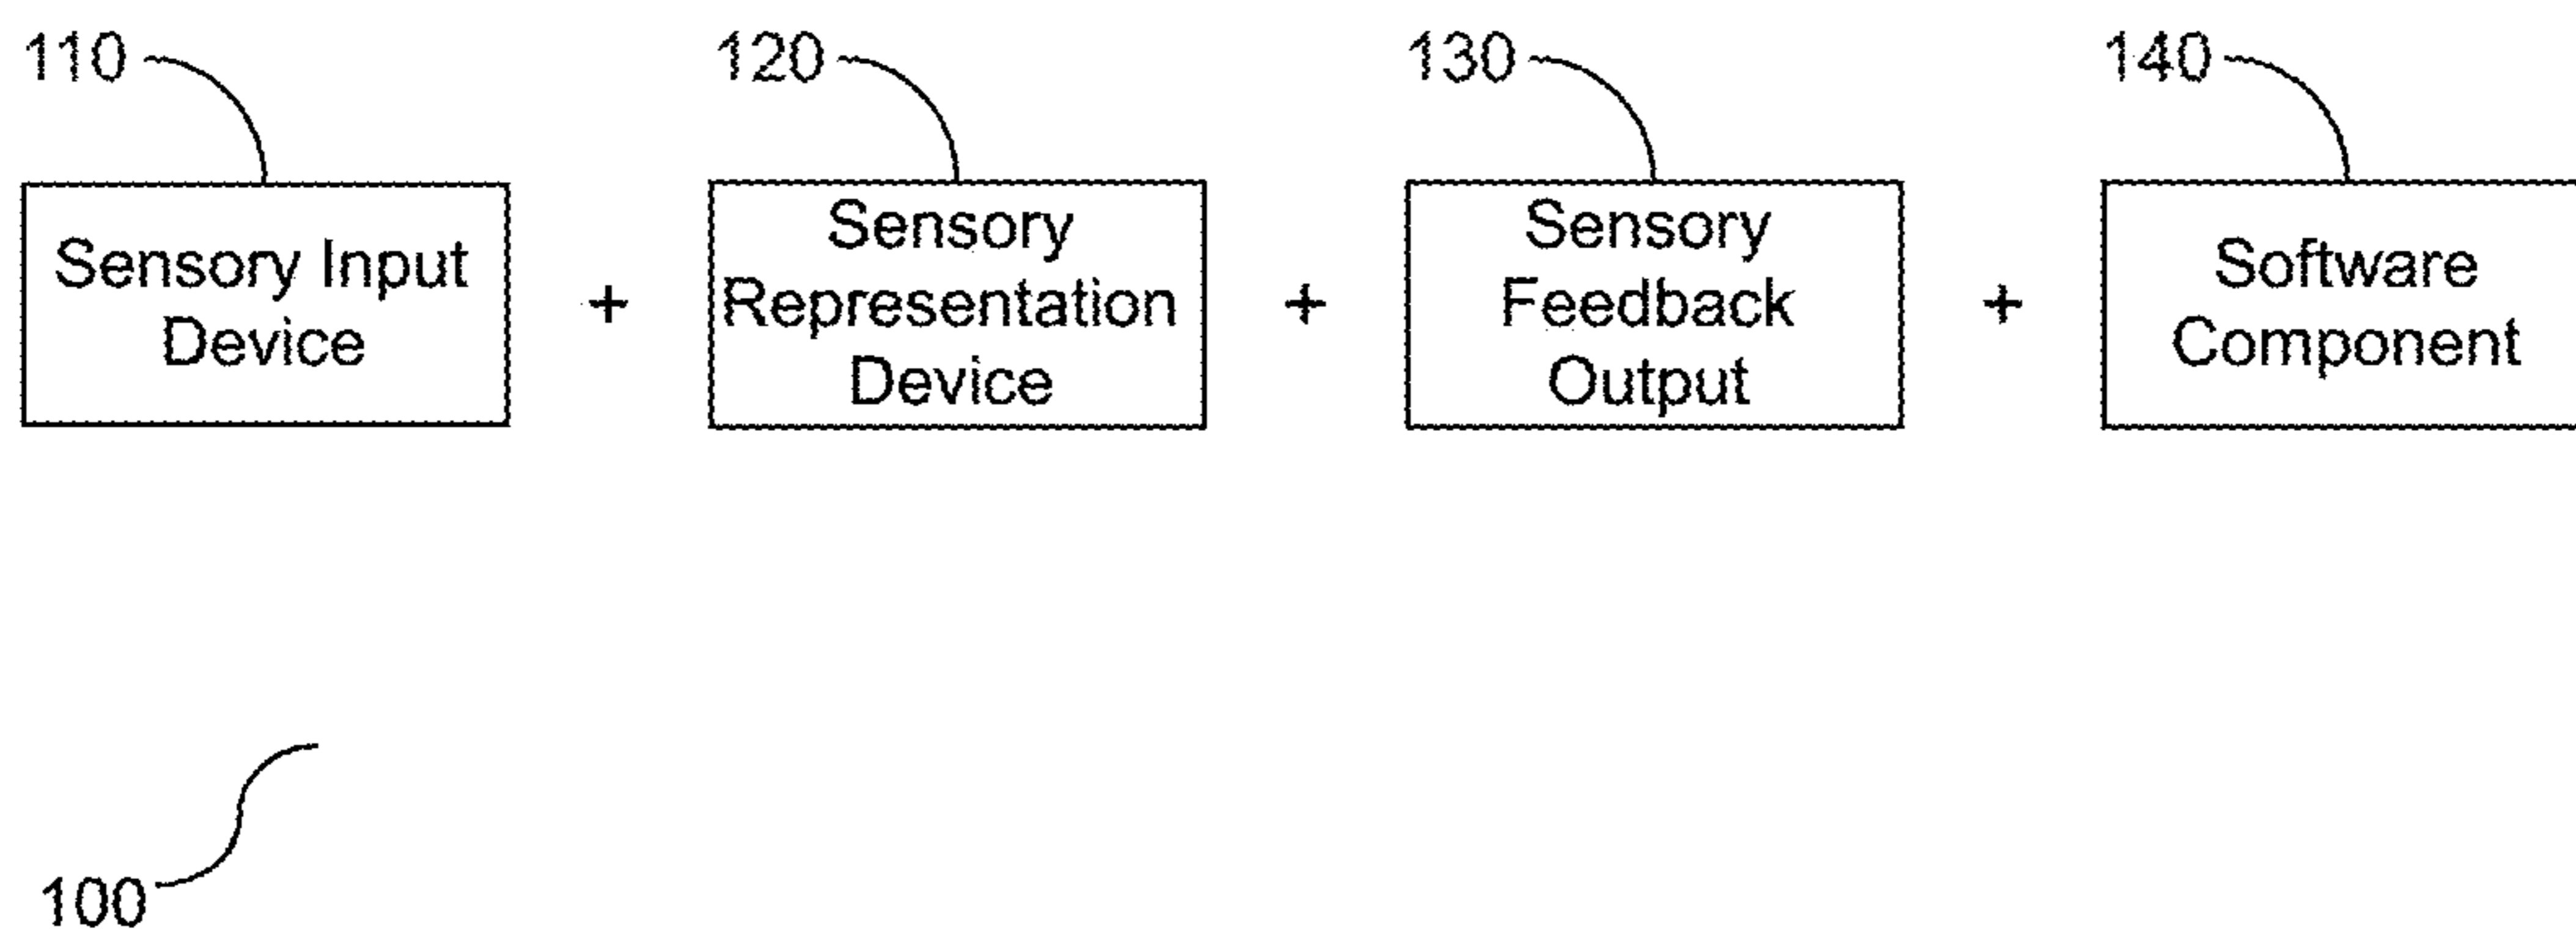 110
120
130
140
Sensory Input
Device
+
Sensory
Representation
Device
+
Sensory
Feedback
Output
+
Software
Component
100